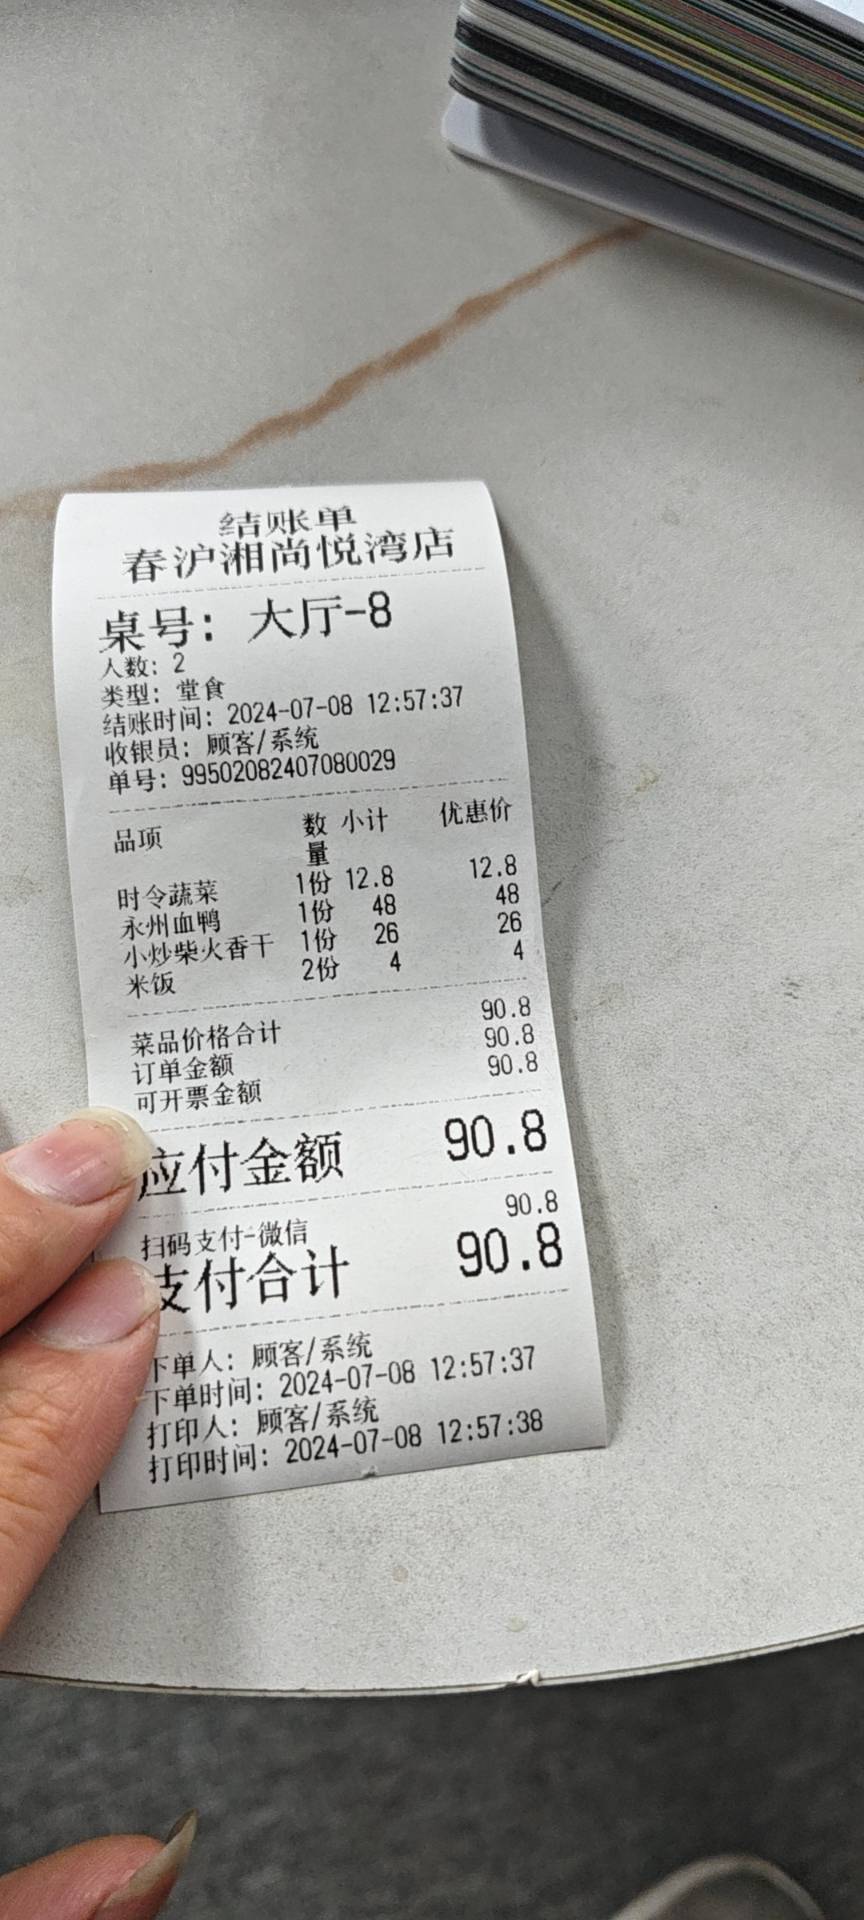 结账单
春沪湘尚悦湾店
桌号：大厅-8
人数：2
类型：堂食
结账时间：2024-07-08 12:57:37
收银员：顾客/系统
单号：99502082407080029
品项 数量 小计 优惠价
时令蔬菜 1份 12.8 12.8
永州血鸭 1份 48 48
小炒柴火香干 1份 26 26
米饭 2份 4 4
菜品价格合计 90.8
订单金额 90.8
可开票金额 90.8
应付金额 90.8
扫码支付-微信 90.8
支付合计 90.8
下单人：顾客/系统
下单时间：2024-07-08 12:57:37
打印人：顾客/系统
打印时间：2024-07-08 12:57:38